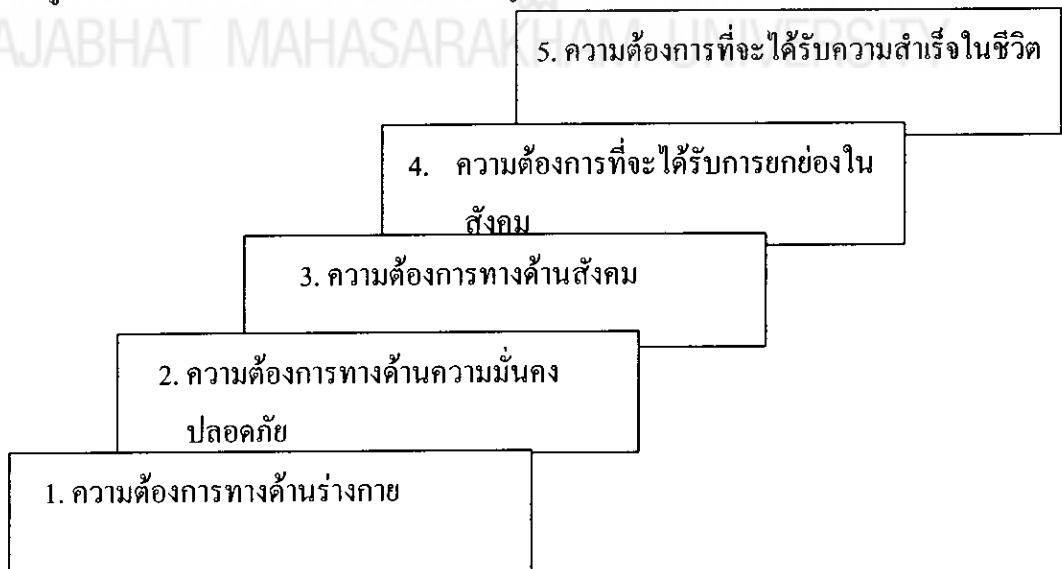 RAJABHAT MAHASARAKHAM UNIVERSITY
5. ความต้องการที่จะได้รับความสำเร็จในชีวิต
4. ความต้องการที่จะได้รับการยกย่องใน
สังคม
3. ความต้องการทางด้านสังคม
2. ความต้องการทางด้านความมั่นคง
ปลอดภัย
1. ความต้องการทางด้านร่างกาย